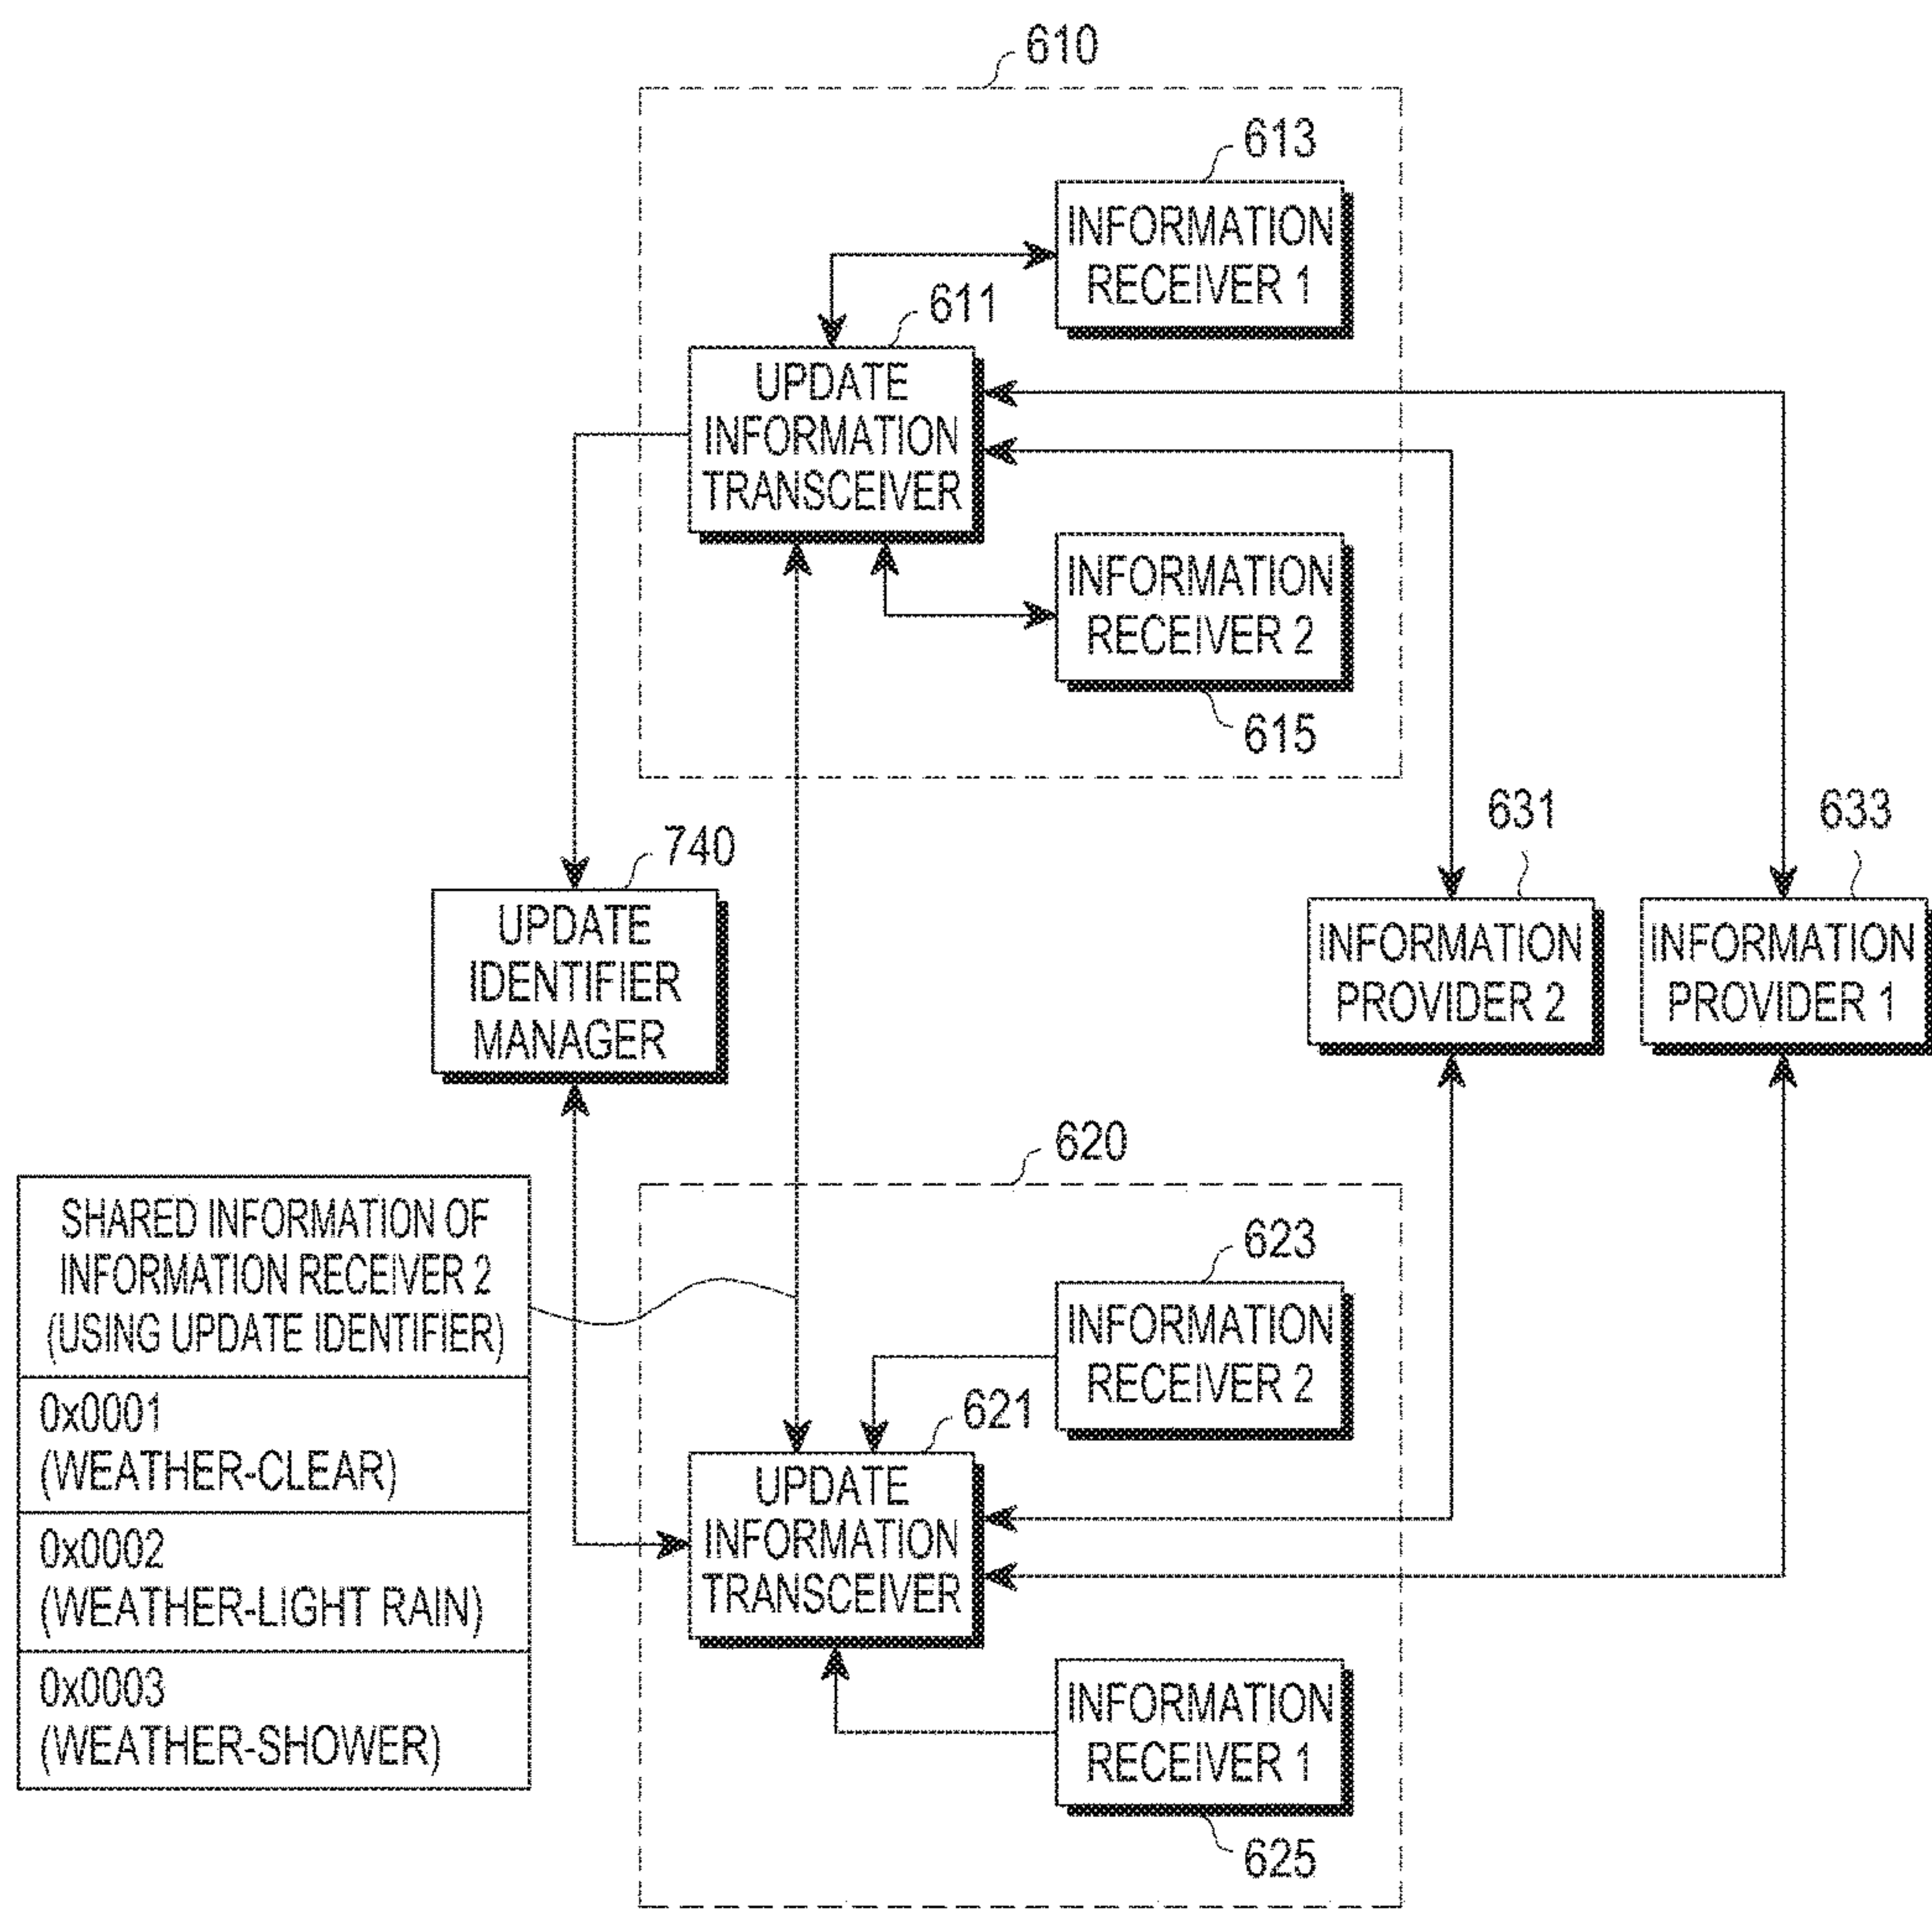 610
613
INFORMATION
RECEIVER 1
611
UPDATE
INFORMATION
TRANSCEIVER
INFORMATION
RECEIVER 2
615
740
UPDATE
IDENTIFIER
MANAGER
631
INFORMATION
PROVIDER 2
633
INFORMATION
PROVIDER 1
620
SHARED INFORMATION OF
INFORMATION RECEIVER 2
(USING UPDATE IDENTIFIER)
0x0001
(WEATHER-CLEAR)
0x0002
(WEATHER-LIGHT RAIN)
0x0003
(WEATHER-SHOWER)
623
INFORMATION
RECEIVER 2
621
UPDATE
INFORMATION
TRANSCEIVER
INFORMATION
RECEIVER 1
625